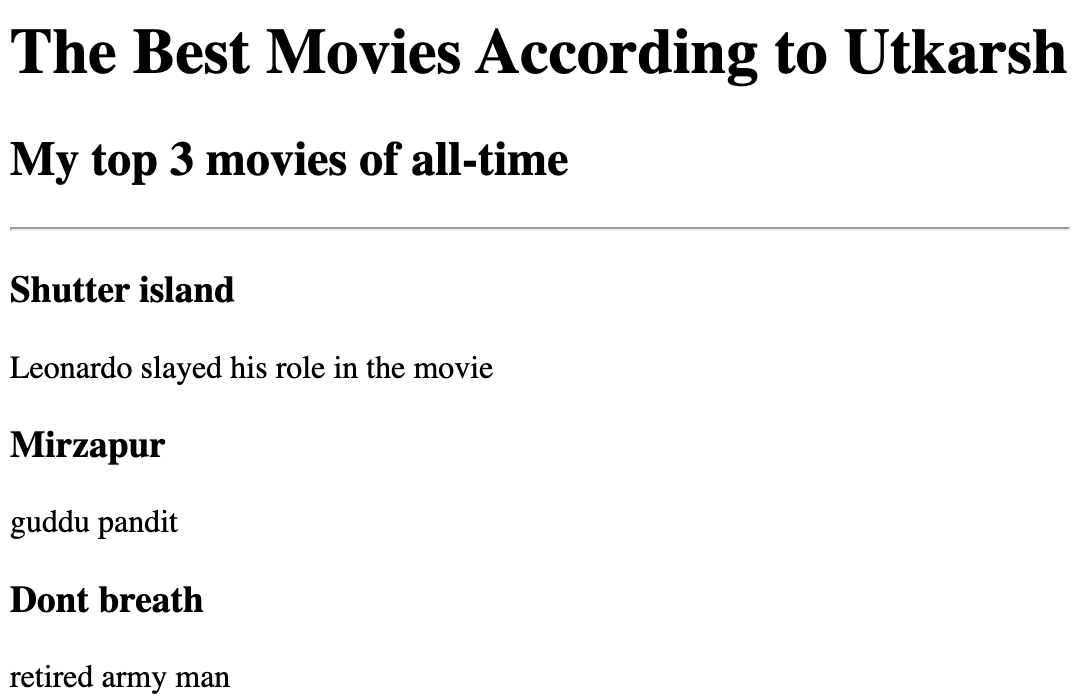 The Best Movies According to Utkarsh
My top 3 movies of all-time
Shutter island
Leonardo slayed his role in the movie
Mirzapur
guddu pandit
Dont breath
retired army man